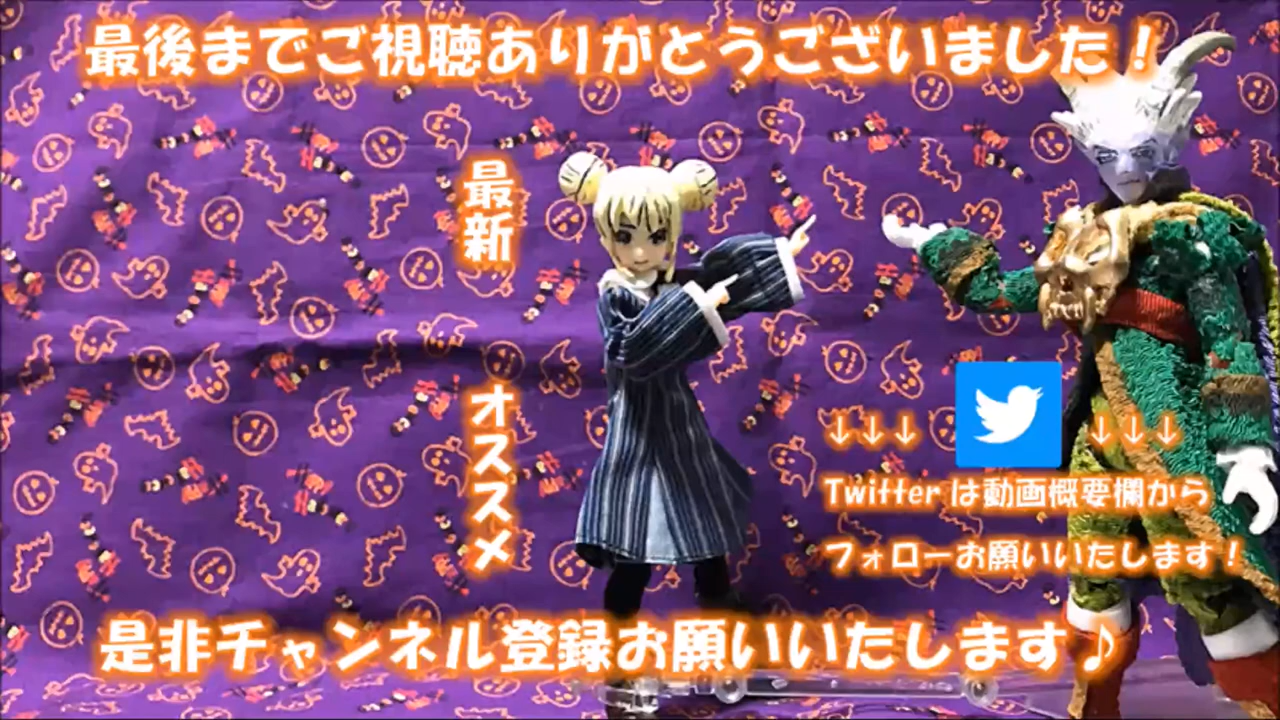 最後までご視聴ありがとうございました！
最新
オススメ
↓↓↓ ↓↓↓
Twitterは動画概要欄から
フォローお願いいたします！
是非チャンネル登録お願いいたします♪